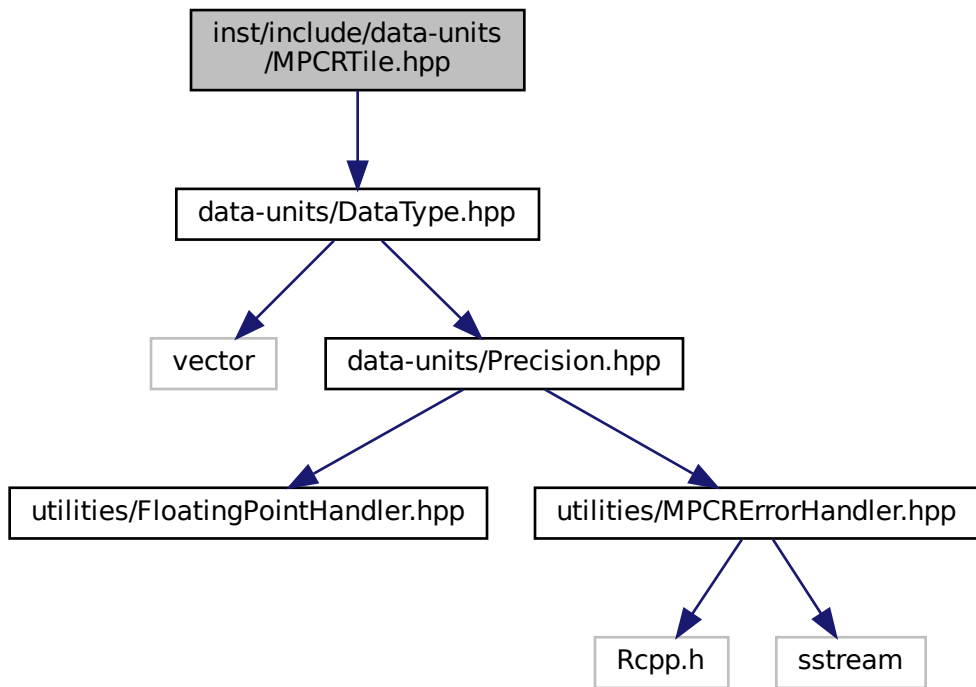 inst/include/data-units
/MPCRTile.hpp
data-units/DataType.hpp
vector
data-units/Precision.hpp
utilities/FloatingPointHandler.hpp
utilities/MPCRErrorHandler.hpp
Rcpp.h
sstream